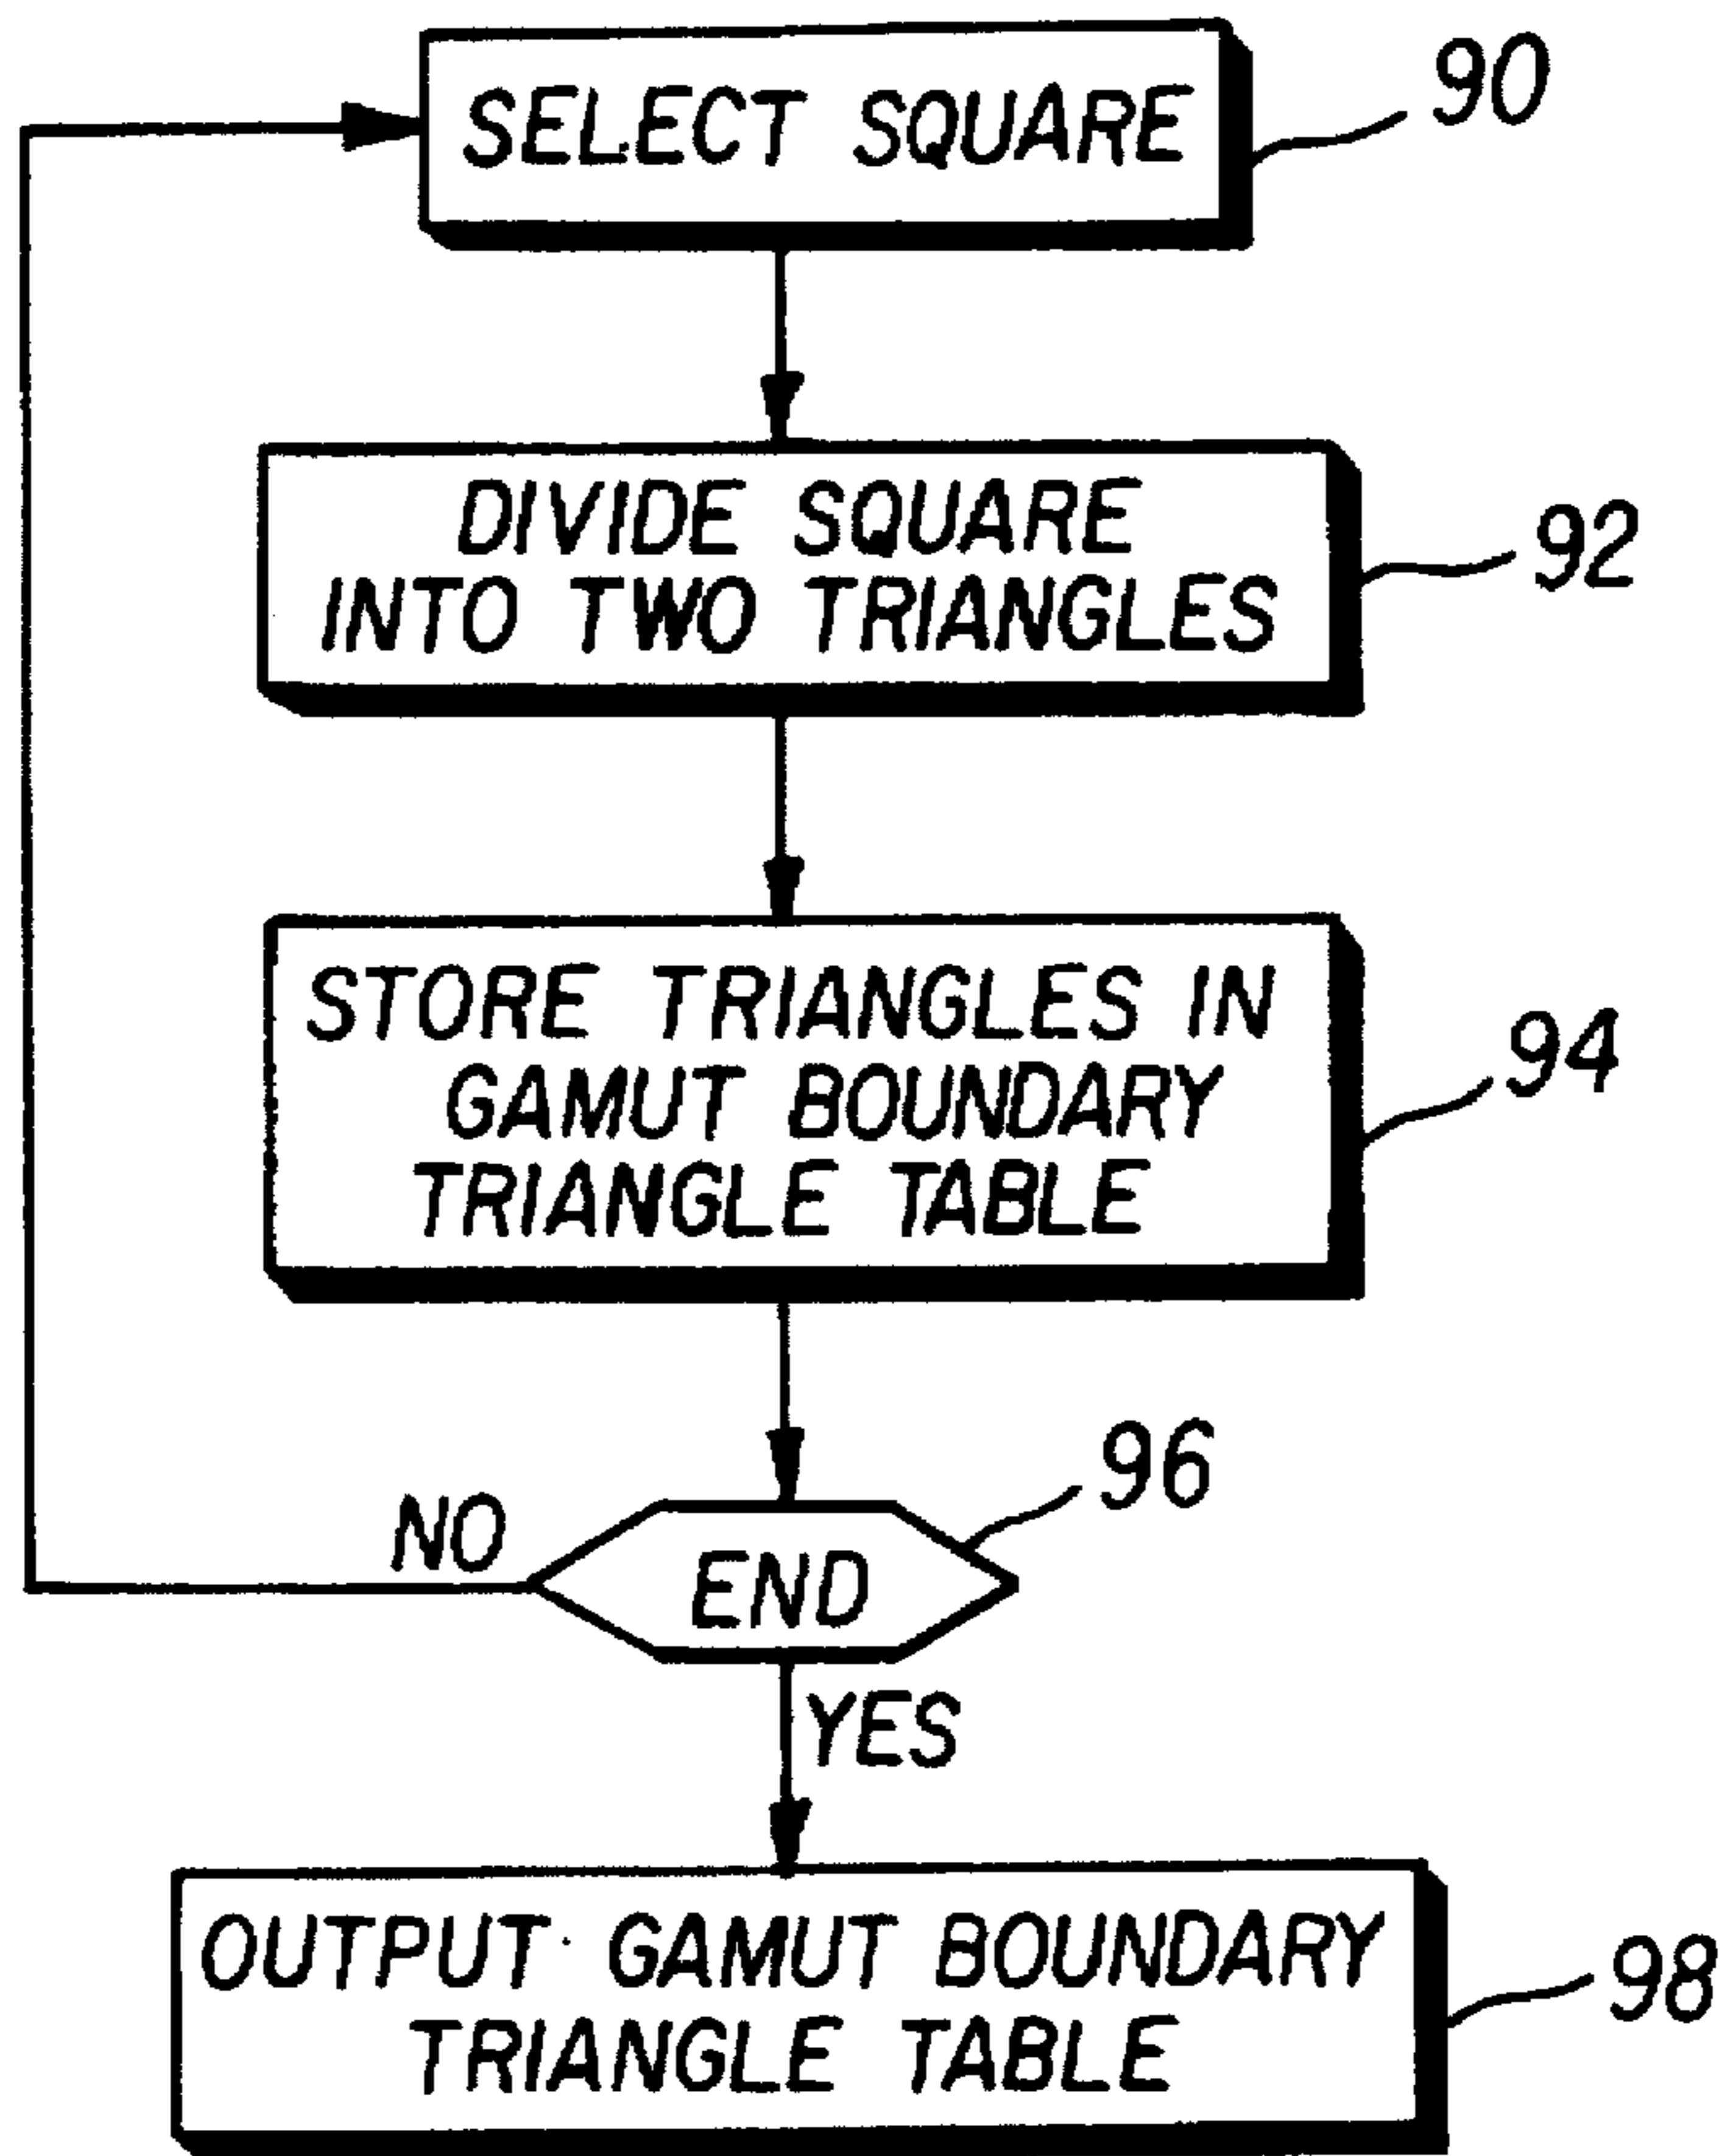 SELECT SQUARE
90
DIVIDE SQUARE
INTO TWO TRIANGLES
92
STORE TRIANGLES IN
GAMUT BOUNDARY
TRIANGLE TABLE
94
96
NO
END
YES
OUTPUT GAMUT BOUNDARY
TRIANGLE TABLE
98